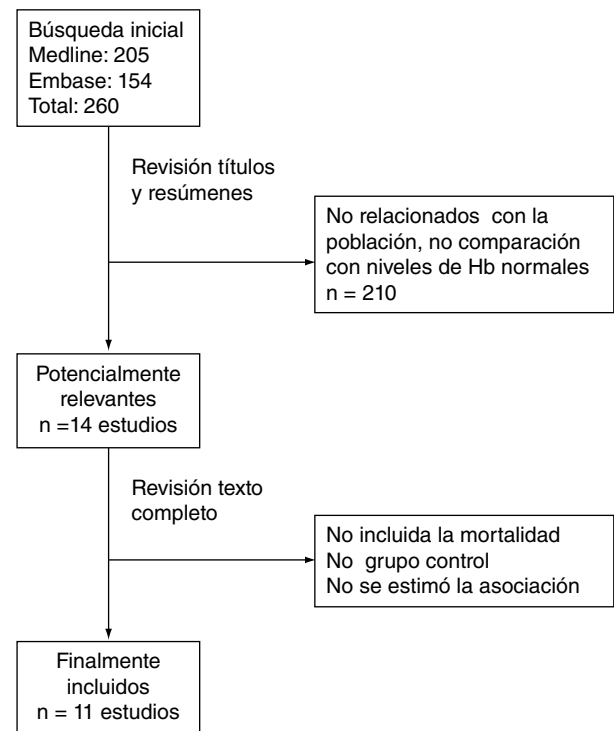 Búsqueda inicial
Medline: 205
Embase: 154
Total: 260
Revisión títulos
y resúmenes
No relacionados con la
población, no comparación
con niveles de Hb normales
n = 210
Potencialmente
relevantes
n =14 estudios
Revisión texto
completo
No incluida la mortalidad
No grupo control
No se estimó la asociación
Finalmente
incluidos
n = 11 estudios